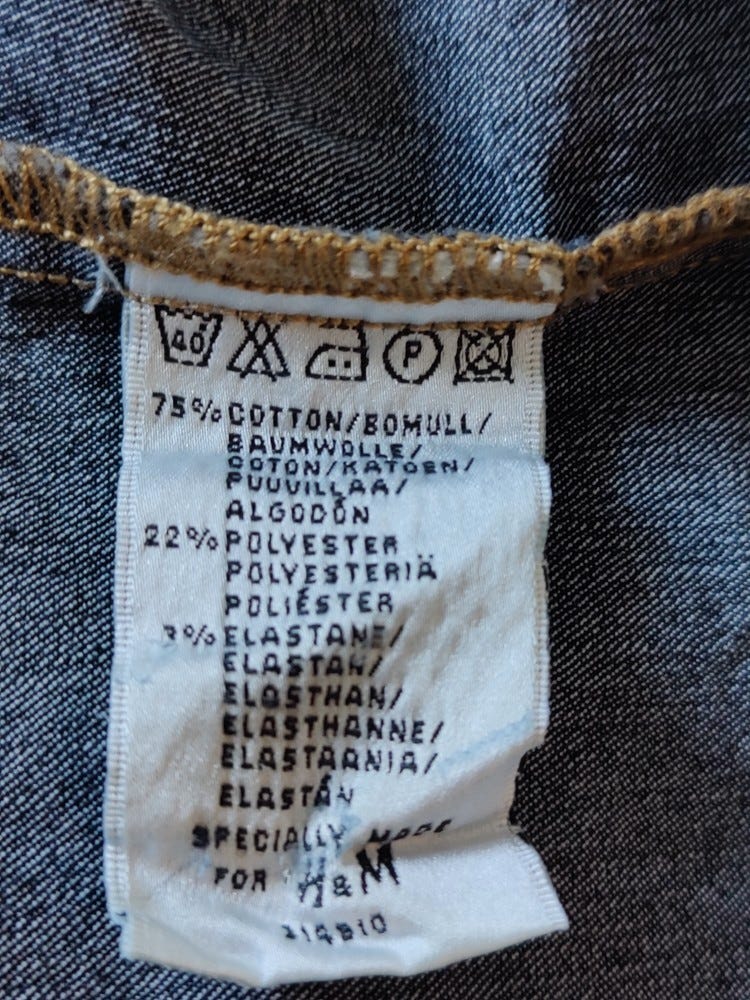 40 P
75% COTTON/BOMULL/
BAUMWOLLE/
COTON/KATOEN/
PUUVILLAA/
ALGODÓN
22% POLYESTER
POLYESTERIÄ
POLIÉSTER
3% ELASTANE/
ELASTAN/
ELASTHAN/
ELASTHANNE/
ELASTAANIA/
ELASTÁN
SPECIALLY MADE
FOR H&M